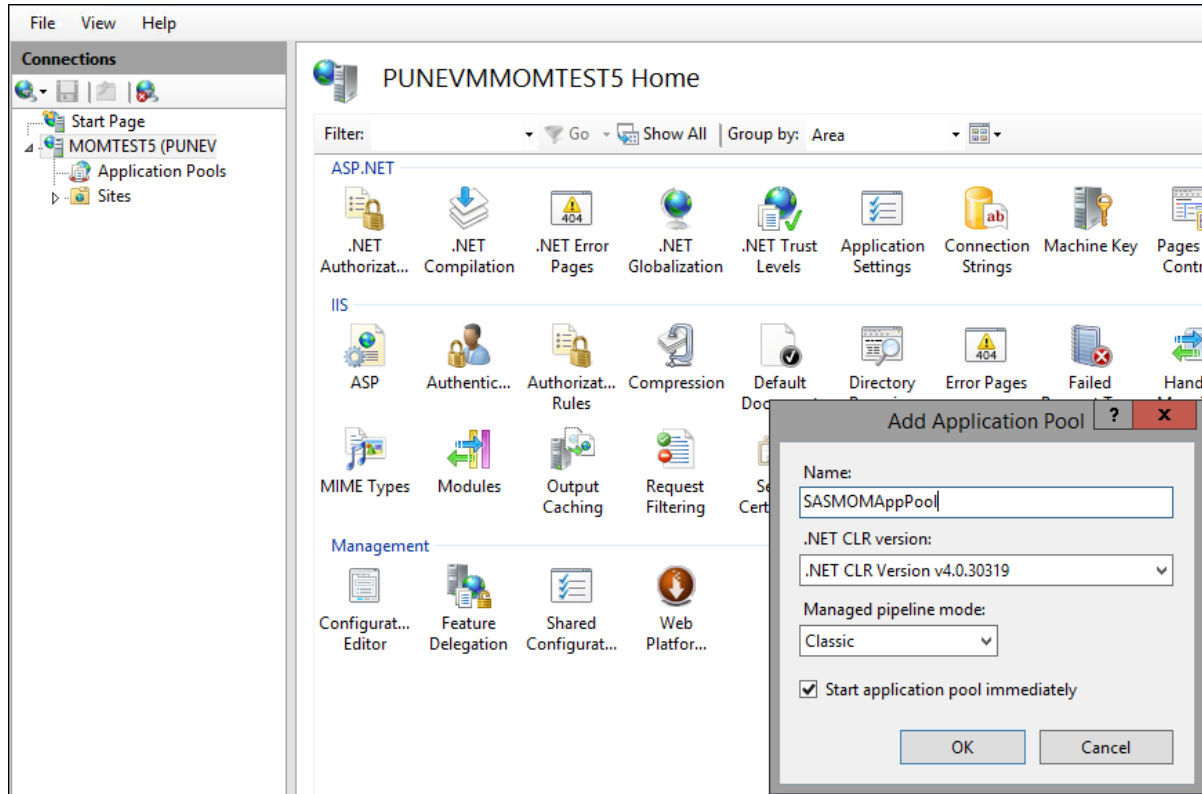 File View Help
Connections
Start Page
MOMTEST5 (PUNEV
Application Pools
Sites
PUNEVMMOMTEST5 Home
Filter: Go Show All Group by: Area
ASP.NET
.NET Authorizat...
.NET Compilation
.NET Error Pages
.NET Globalization
.NET Trust Levels
Application Settings
Connection Strings
Machine Key
Pages
Contr
IIS
ASP
Authentic...
Authorizat... Rules
Compression
Default
Directory
Error Pages
Failed
Hand
MIME Types
Modules
Output Caching
Request Filtering
Se
Cert
Management
Configurat... Editor
Feature Delegation
Shared Configurat...
Web Platfor...
Add Application Pool ? x
Name:
SASMOMAppPool
.NET CLR version:
.NET CLR Version v4.0.30319
Managed pipeline mode:
Classic
Start application pool immediately
OK Cancel